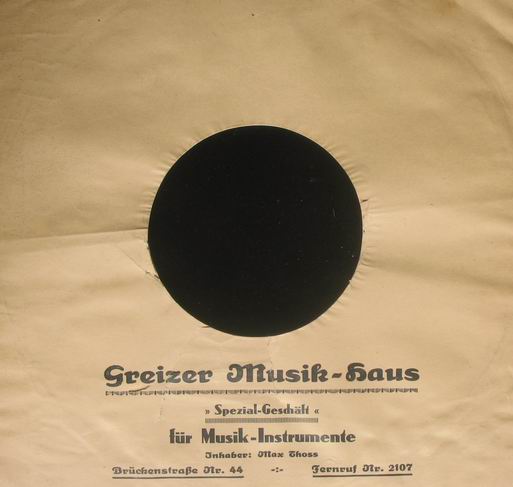 Greizer Musik-Haus
» Spezial-Geschäft «
für Musik-Instrumente
Inhaber: Max Thoss
Brückenstraße Nr. 44 -:- Fernruf Nr. 2107